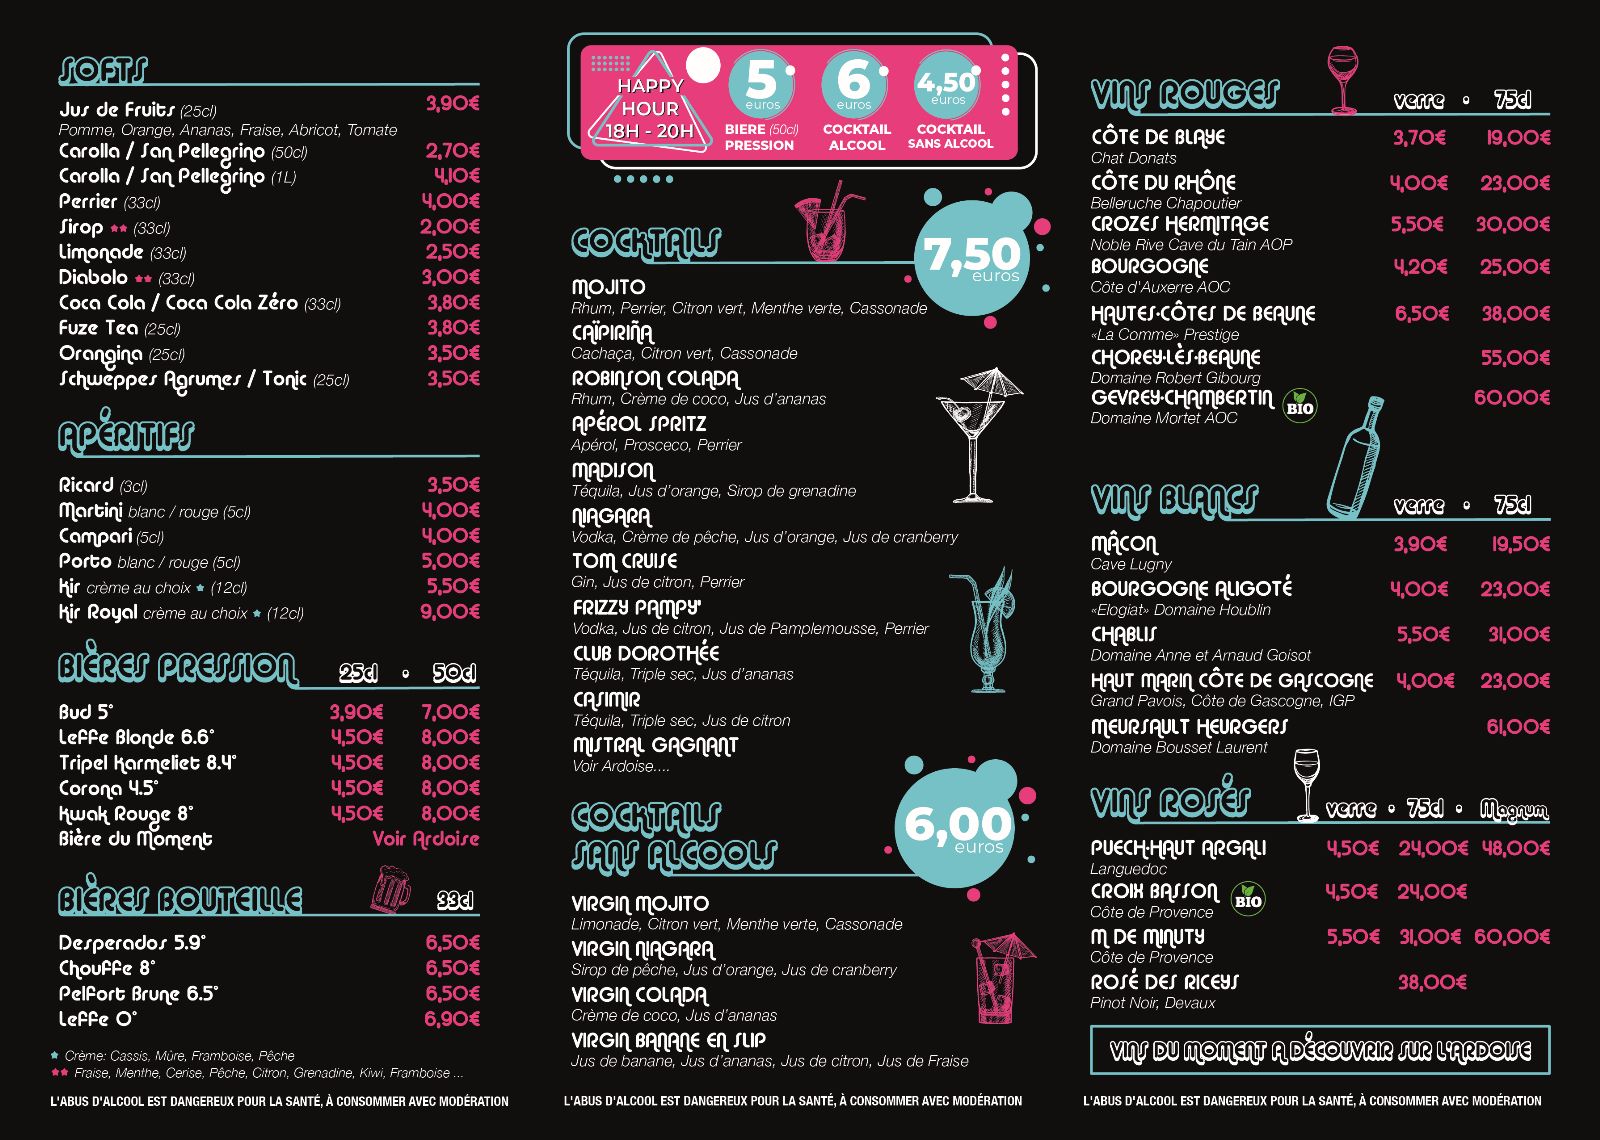 SOFTS
Jus de Fruits (25cl) 3,90€
Pomme, Orange, Ananas, Fraise, Abricot, Tomate
Carolla / San Pellegrino (50cl) 2,70€
Carolla / San Pellegrino (1L) 4,10€
Perrier (33cl) 4,00€
Sirop ★★ (33cl) 2,00€
Limonade (33cl) 2,50€
Diabolo ★★ (33cl) 3,00€
Coca Cola / Coca Cola Zéro (33cl) 3,80€
Fuze Tea (25cl) 3,80€
Orangina (25cl) 3,50€
Schweppes Agrumes / Tonic (25cl) 3,50€
APÉRITIFS
Ricard (3cl) 3,50€
Martini blanc / rouge (5cl) 4,00€
Campari (5cl) 4,00€
Porto blanc / rouge (5cl) 5,00€
Kir crème au choix ★ (12cl) 5,50€
Kir Royal crème au choix ★ (12cl) 9,00€
BIÈRES PRESSION 25cl • 50cl
Bud 5° 3,90€ 7,00€
Leffe Blonde 6.6° 4,50€ 8,00€
Tripel Karmeliet 8.4° 4,50€ 8,00€
Corona 4.5° 4,50€ 8,00€
Kwak Rouge 8° 4,50€ 8,00€
Bière du Moment Voir Ardoise
BIÈRES BOUTEILLE 33cl
Desperados 5.9° 6,50€
Chouffe 8° 6,50€
Pelfort Brune 6.5° 6,50€
Leffe 0° 6,90€
★ Crème: Cassis, Mûre, Framboise, Pêche
★★ Fraise, Menthe, Cerise, Pêche, Citron, Grenadine, Kiwi, Framboise ...
L'ABUS D'ALCOOL EST DANGEREUX POUR LA SANTÉ, À CONSOMMER AVEC MODÉRATION
HAPPY
HOUR
18H - 20H
5 euros
BIERE (50cl)
PRESSION
6 euros
COCKTAIL
ALCOOL
4,50 euros
COCKTAIL
SANS ALCOOL
COCKTAILS
7,50
euros
MOJITO
Rhum, Perrier, Citron vert, Menthe verte, Cassonade
CAÏPIRIÑA
Cachaça, Citron vert, Cassonade
ROBINSON COLADA
Rhum, Crème de coco, Jus d'ananas
APÉROL SPRITZ
Apérol, Prosceco, Perrier
MADISON
Téquila, Jus d'orange, Sirop de grenadine
NIAGARA
Vodka, Crème de pêche, Jus d'orange, Jus de cranberry
TOM CRUISE
Gin, Jus de citron, Perrier
FRIZZY PAMPY'
Vodka, Jus de citron, Jus de Pamplemousse, Perrier
CLUB DOROTHÉE
Téquila, Triple sec, Jus d'ananas
CASIMIR
Téquila, Triple sec, Jus de citron
MISTRAL GAGNANT
Voir Ardoise....
COCKTAILS
SANS ALCOOLS
6,00
euros
VIRGIN MOJITO
Limonade, Citron vert, Menthe verte, Cassonade
VIRGIN NIAGARA
Sirop de pêche, Jus d'orange, Jus de cranberry
VIRGIN COLADA
Crème de coco, Jus d'ananas
VIRGIN BANANE EN SLIP
Jus de banane, Jus d'ananas, Jus de citron, Jus de Fraise
L'ABUS D'ALCOOL EST DANGEREUX POUR LA SANTÉ, À CONSOMMER AVEC MODÉRATION
VINS ROUGES verre • 75cl
CÔTE DE BLAYE 3,70€ 19,00€
Chat Donats
CÔTE DU RHÔNE 4,00€ 23,00€
Belleruche Chapoutier
CROZES HERMITAGE 5,50€ 30,00€
Noble Rive Cave du Tain AOP
BOURGOGNE 4,20€ 25,00€
Côte d'Auxerre AOC
HAUTES-CÔTES DE BEAUNE 6,50€ 38,00€
«La Comme» Prestige
CHOREY-LÈS-BEAUNE 55,00€
Domaine Robert Gibourg
GEVREY-CHAMBERTIN BIO 60,00€
Domaine Mortet AOC
VINS BLANCS verre • 75cl
MÂCON 3,90€ 19,50€
Cave Lugny
BOURGOGNE ALIGOTÉ 4,00€ 23,00€
«Elogiat» Domaine Houblin
CHABLIS 5,50€ 31,00€
Domaine Anne et Arnaud Goisot
HAUT MARIN CÔTE DE GASCOGNE 4,00€ 23,00€
Grand Pavois, Côte de Gascogne, IGP
MEURSAULT HEURGERS 61,00€
Domaine Bousset Laurent
VINS ROSÉS verre • 75cl • Magnum
PUECH-HAUT ARGALI 4,50€ 24,00€ 48,00€
Languedoc
CROIX BASSON BIO 4,50€ 24,00€
Côte de Provence
M DE MINUTY 5,50€ 31,00€ 60,00€
Côte de Provence
ROSÉ DES RICEYS 38,00€
Pinot Noir, Devaux
VINS DU MOMENT A DÉCOUVRIR SUR L'ARDOISE
L'ABUS D'ALCOOL EST DANGEREUX POUR LA SANTÉ, À CONSOMMER AVEC MODÉRATION